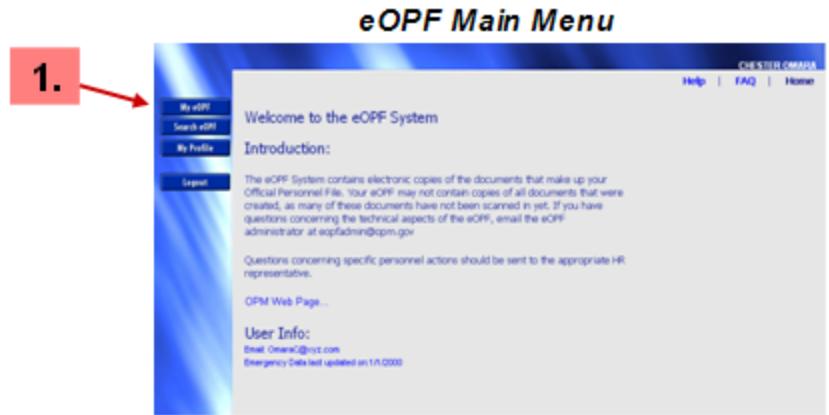 eOPF Main Menu
1.
CHESTER OMARA
Help | FAQ | Home
My eOPF
Search eOPF
My Profile
Logout
Welcome to the eOPF System
Introduction:
The eOPF System contains electronic copies of the documents that make up your
Official Personnel File. Your eOPF may not contain copies of all documents that were
created, as many of these documents have not been scanned in yet. If you have
questions concerning the technical aspects of the eOPF, email the eOPF
administrator at eopfadmin@opm.gov
Questions concerning specific personnel actions should be sent to the appropriate HR
representative.
OPM Web Page...
User Info:
Email: OmaraC@xyz.com
Emergency Data last updated on:1/1/2000